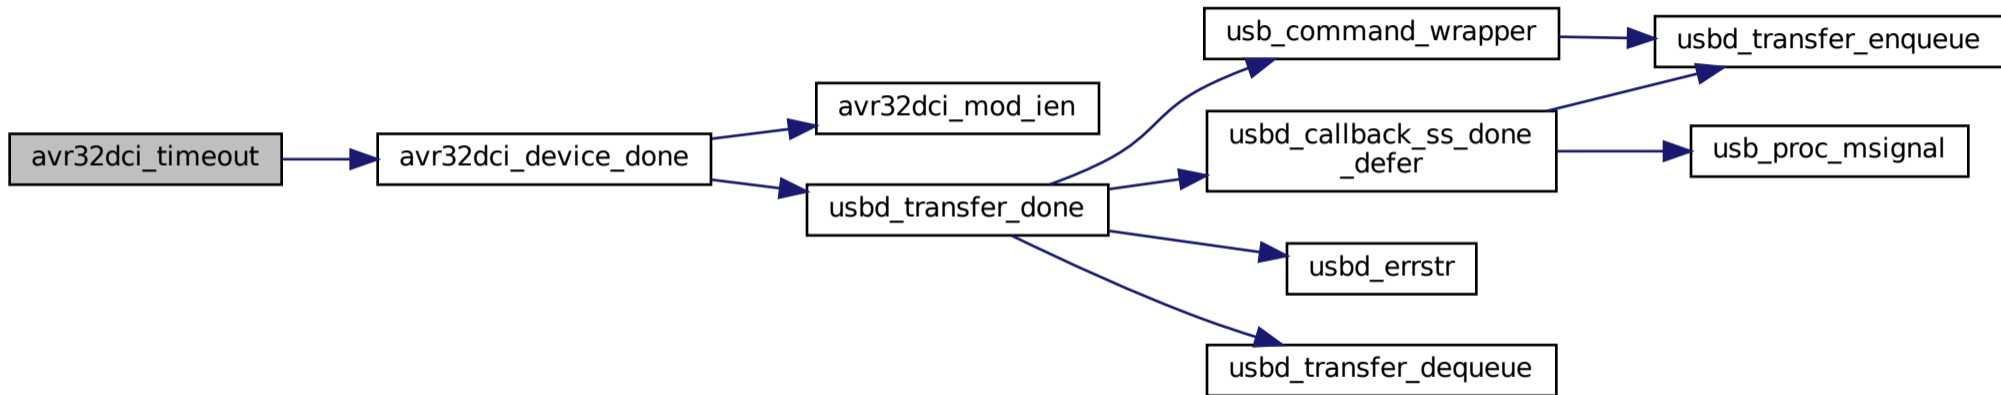 avr32dci_timeout
avr32dci_device_done
avr32dci_mod_ien
usbd_transfer_done
usb_command_wrapper
usbd_callback_ss_done
_defer
usbd_errstr
usbd_transfer_dequeue
usbd_transfer_enqueue
usb_proc_msignal